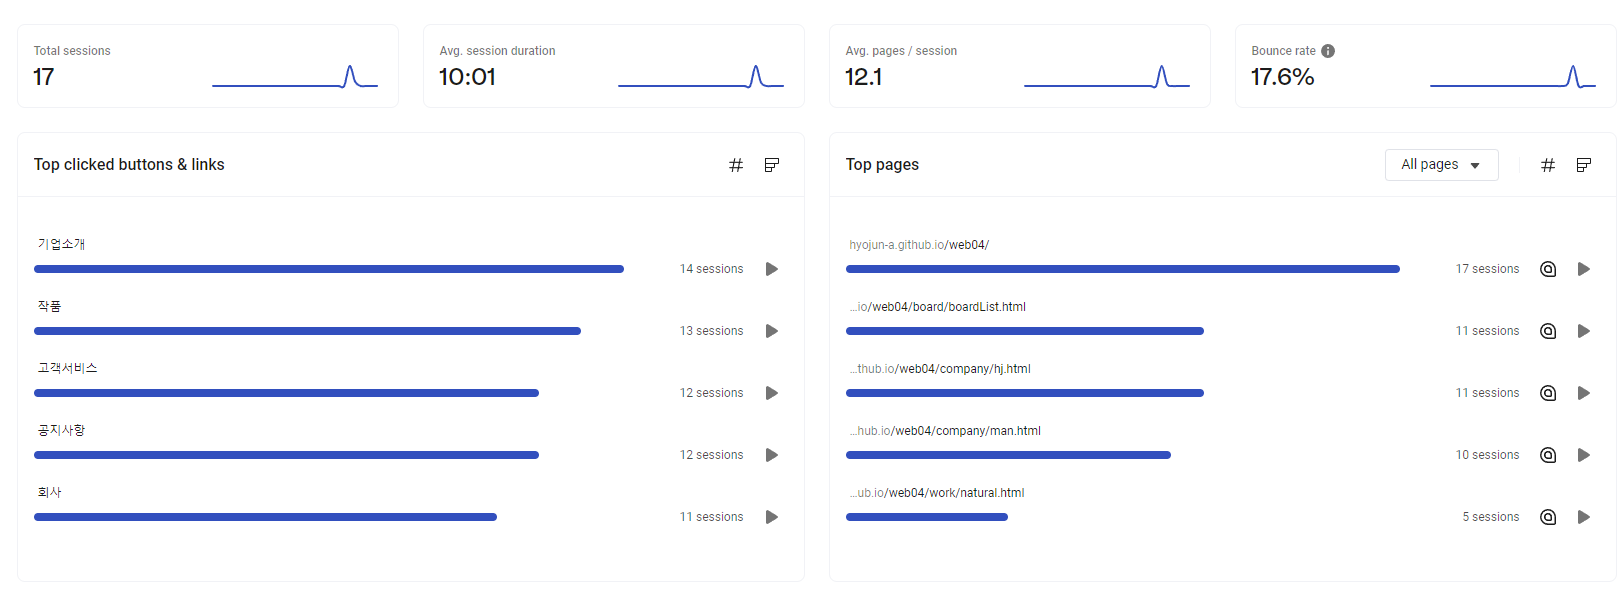 Total sessions
17
Avg. session duration
10:01
Avg. pages / session
12.1
Bounce rate
17.6%
Top clicked buttons & links
기업소개
14 sessions
작품
13 sessions
고객서비스
12 sessions
공지사항
12 sessions
회사
11 sessions
Top pages
All pages
hyojun-a.github.io/web04/
17 sessions
...io/web04/board/boardList.html
11 sessions
...thub.io/web04/company/hj.html
11 sessions
...hub.io/web04/company/man.html
10 sessions
...ub.io/web04/work/natural.html
5 sessions